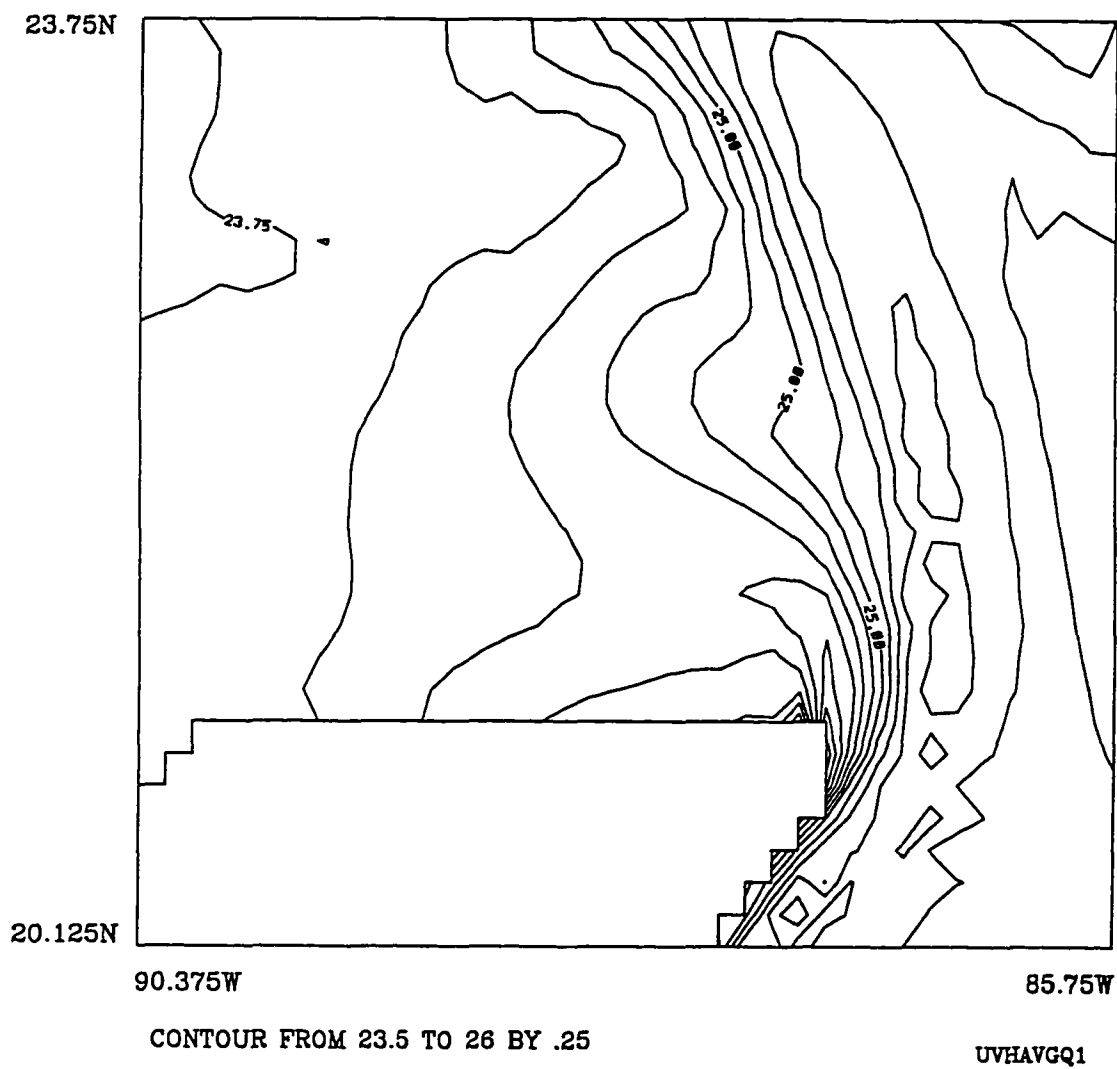 23.75N
25.00
23.75
25.00
25.00
20.125N
90.375W
85.75W
CONTOUR FROM 23.5 TO 26 BY .25
UVHAVGQ1